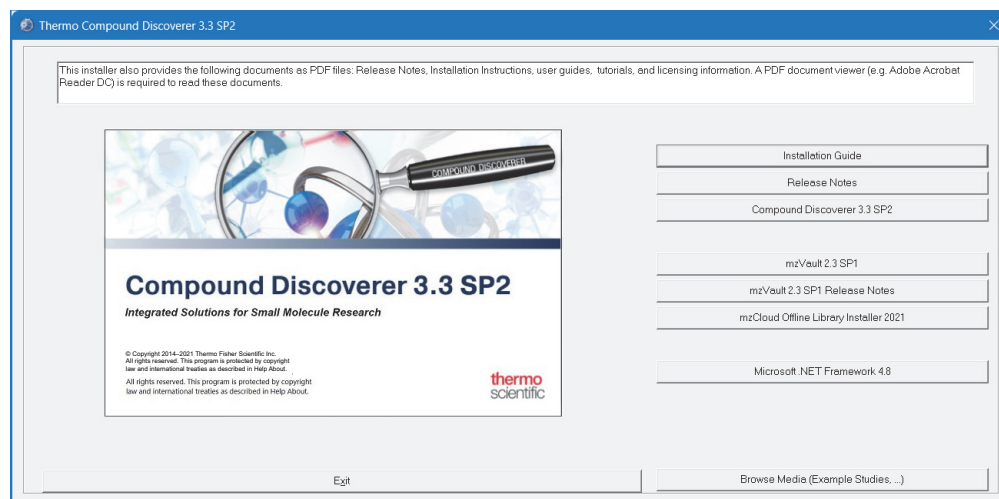 Thermo Compound Discoverer 3.3 SP2
This installer also provides the following documents as PDF files: Release Notes, Installation Instructions, user guides, tutorials, and licensing information. A PDF document viewer (e.g. Adobe Acrobat
Reader DC) is required to read these documents.
COMPOUND DISCOVERER
Compound Discoverer 3.3 SP2
Integrated Solutions for Small Molecule Research
© Copyright 2014–2021 Thermo Fisher Scientific Inc.
All rights reserved. This program is protected by copyright
law and international treaties as described in Help About.
All rights reserved. This program is protected by copyright
law and international treaties as described in Help About.
thermo
scientific
Installation Guide
Release Notes
Compound Discoverer 3.3 SP2
mzVault 2.3 SP1
mzVault 2.3 SP1 Release Notes
mzCloud Offline Library Installer 2021
Microsoft .NET Framework 4.8
Exit
Browse Media (Example Studies, ...)